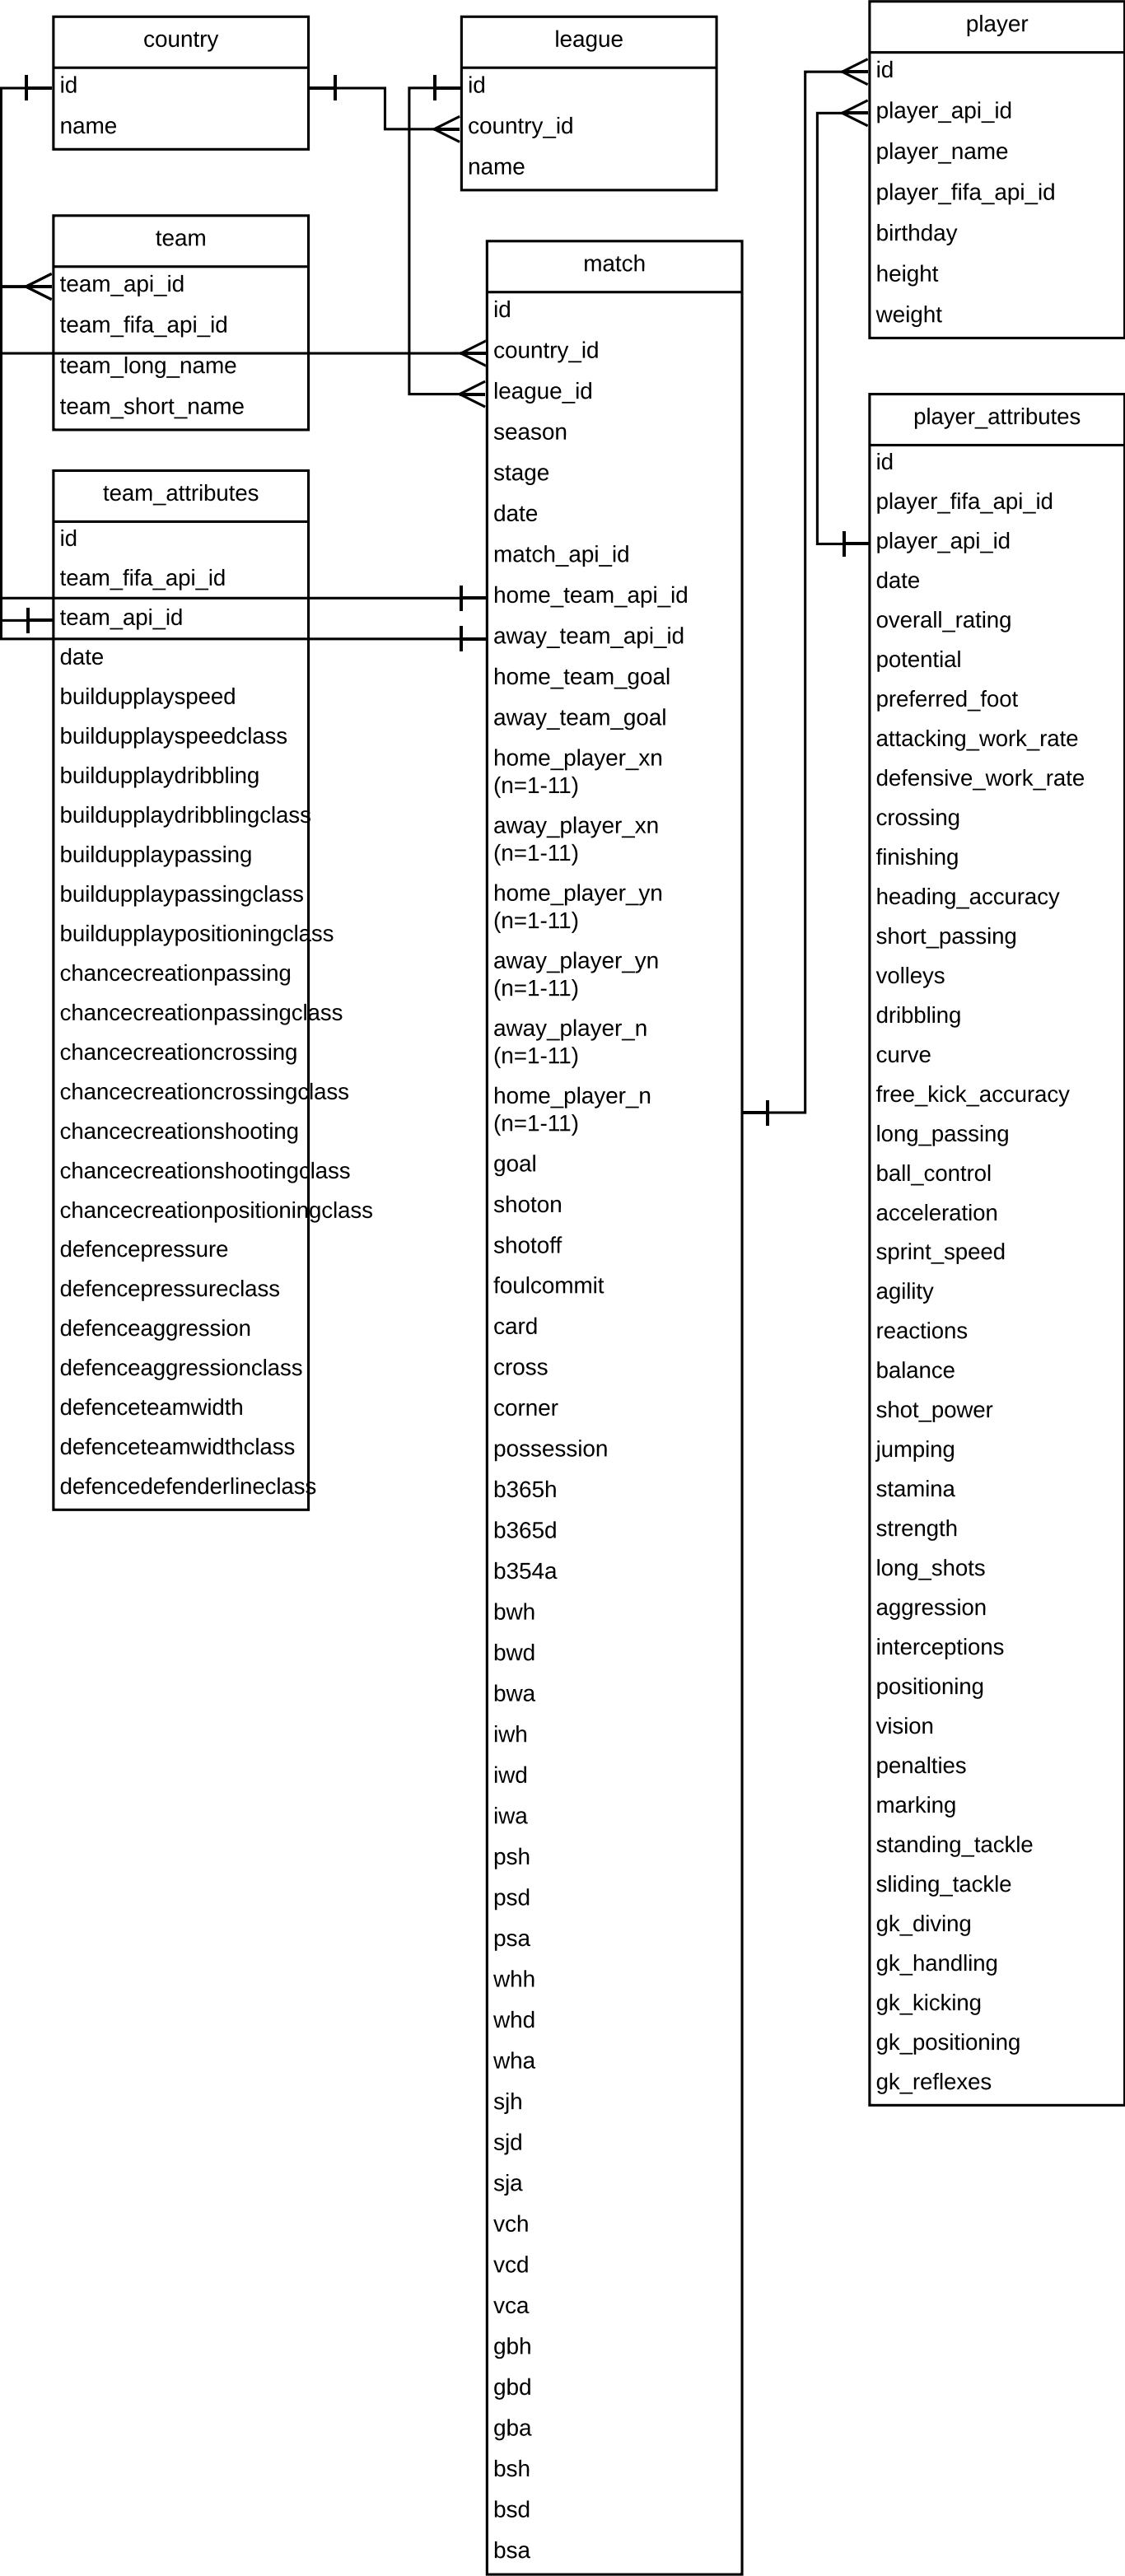 country
id
name
league
id
country_id
name
player
id
player_api_id
player_name
player_fifa_api_id
birthday
height
weight
team
team_api_id
team_fifa_api_id
team_long_name
team_short_name
team_attributes
id
team_fifa_api_id
team_api_id
date
buildupplayspeed
buildupplayspeedclass
buildupplaydribbling
buildupplaydribblingclass
buildupplaypassing
buildupplaypassingclass
buildupplaypositioningclass
chancecreationpassing
chancecreationpassingclass
chancecreationcrossing
chancecreationcrossingclass
chancecreationshooting
chancecreationshootingclass
chancecreationpositioningclass
defencepressure
defencepressureclass
defenceaggression
defenceaggressionclass
defenceteamwidth
defenceteamwidthclass
defencedefenderlineclass
match
id
country_id
league_id
season
stage
date
match_api_id
home_team_api_id
away_team_api_id
home_team_goal
away_team_goal
home_player_xn
(n=1-11)
away_player_xn
(n=1-11)
home_player_yn
(n=1-11)
away_player_yn
(n=1-11)
away_player_n
(n=1-11)
home_player_n
(n=1-11)
goal
shoton
shotoff
foulcommit
card
cross
corner
possession
b365h
b365d
b354a
bwh
bwd
bwa
iwh
iwd
iwa
psh
psd
psa
whh
whd
wha
sjh
sjd
sja
vch
vcd
vca
gbh
gbd
gba
bsh
bsd
bsa
player_attributes
id
player_fifa_api_id
player_api_id
date
overall_rating
potential
preferred_foot
attacking_work_rate
defensive_work_rate
crossing
finishing
heading_accuracy
short_passing
volleys
dribbling
curve
free_kick_accuracy
long_passing
ball_control
acceleration
sprint_speed
agility
reactions
balance
shot_power
jumping
stamina
strength
long_shots
aggression
interceptions
positioning
vision
penalties
marking
standing_tackle
sliding_tackle
gk_diving
gk_handling
gk_kicking
gk_positioning
gk_reflexes